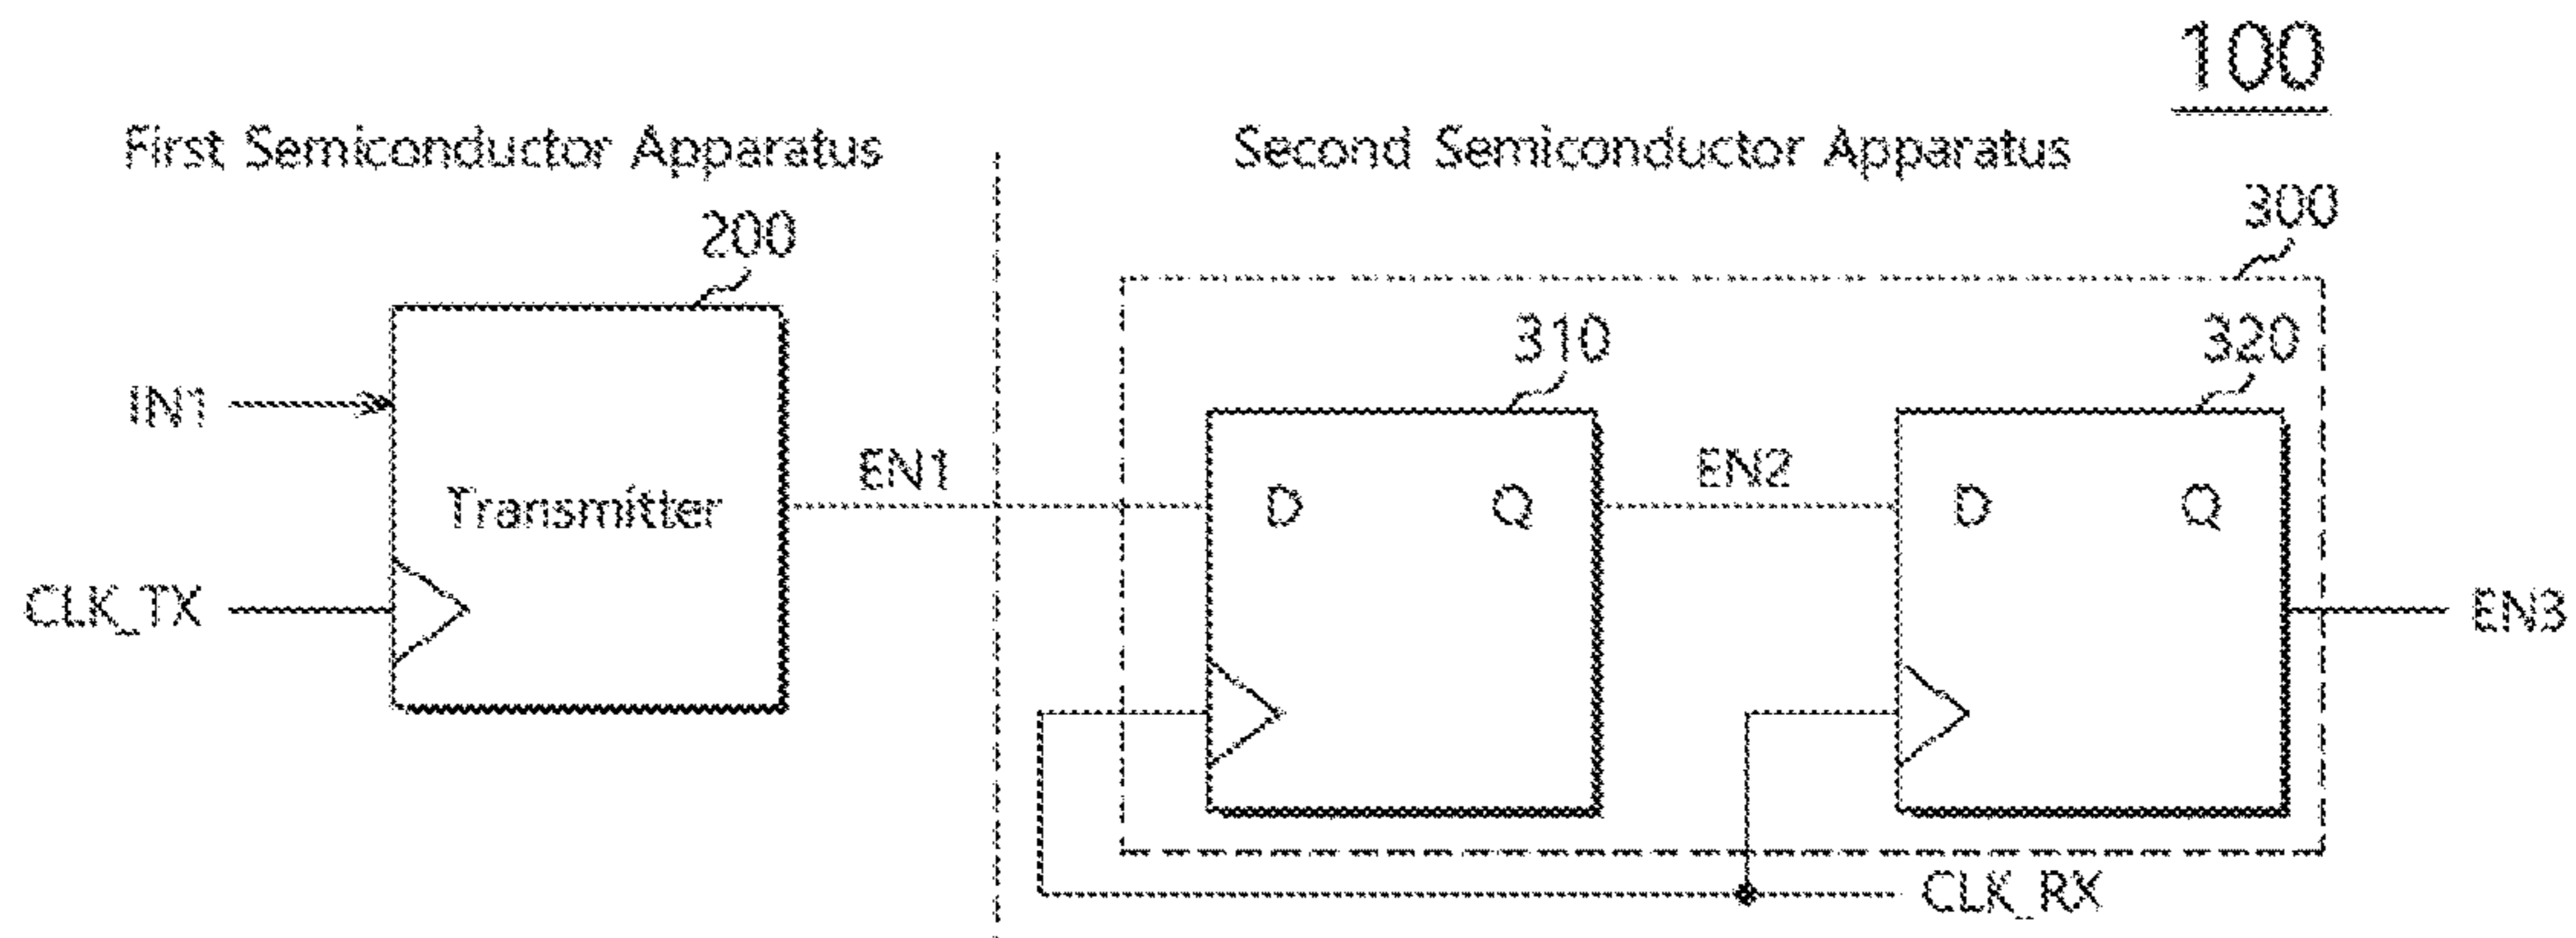 100
First Semiconductor Apparatus
Second Semiconductor Apparatus
200
300
310
320
IN1
Transmitter
EN1
D
Q
EN2
D
Q
CLK_TX
EN3
CLK_RX